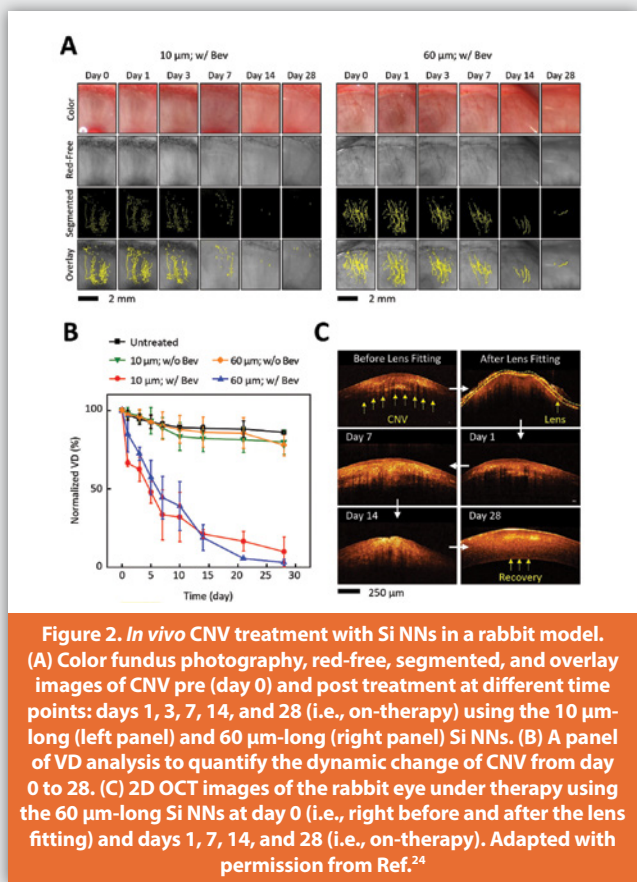 A
10 µm; w/ Bev
60 µm; w/ Bev
Day 0 Day 1 Day 3 Day 7 Day 14 Day 28
Day 0 Day 1 Day 3 Day 7 Day 14 Day 28
Color
Red-Free
Segmented
Overlay
2 mm
2 mm
B
Untreated
10 µm; w/o Bev
60 µm; w/o Bev
10 µm; w/ Bev
60 µm; w/ Bev
Normalized VD (%)
100
50
0
0 5 10 15 20 25 30
Time (day)
C
Before Lens Fitting
After Lens Fitting
CNV
Lens
Day 7
Day 1
Day 14
Day 28
Recovery
250 µm
Figure 2. In vivo CNV treatment with Si NNs in a rabbit model.
(A) Color fundus photography, red-free, segmented, and overlay
images of CNV pre (day 0) and post treatment at different time
points: days 1, 3, 7, 14, and 28 (i.e., on-therapy) using the 10 µm-
long (left panel) and 60 µm-long (right panel) Si NNs. (B) A panel
of VD analysis to quantify the dynamic change of CNV from day
0 to 28. (C) 2D OCT images of the rabbit eye under therapy using
the 60 µm-long Si NNs at day 0 (i.e., right before and after the lens
fitting) and days 1, 7, 14, and 28 (i.e., on-therapy). Adapted with
permission from Ref.24